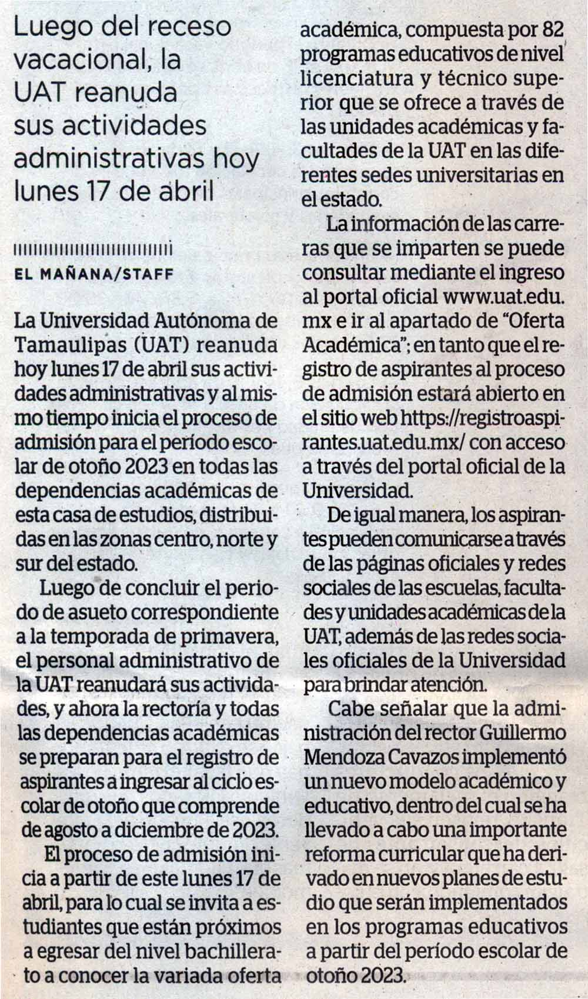 Luego del receso
vacacional, la
UAT reanuda
sus actividades
administrativas hoy
lunes 17 de abril
EL MAÑANA/STAFF
La Universidad Autónoma de
Tamaulipas (UAT) reanuda
hoy lunes 17 de abril sus activi-
dades administrativas y al mis-
mo tiempo inicia el proceso de
admisión para el período esco-
lar de otoño 2023 en todas las
dependencias académicas de
esta casa de estudios, distribui-
das en las zonas centro, norte y
sur del estado.
Luego de concluir el perio-
do de asueto correspondiente
a la temporada de primavera,
el personal administrativo de
la UAT reanudará sus activida-
des, y ahora la rectoría y todas
las dependencias académicas
se preparan para el registro de
aspirantes a ingresar al ciclo es-
colar de otoño que comprende
de agosto a diciembre de 2023.
El proceso de admisión ini-
cia a partir de este lunes 17 de
abril, para lo cual se invita a es-
tudiantes que están próximos
a egresar del nivel bachillera-
to a conocer la variada oferta
académica, compuesta por 82
programas educativos de nivel
licenciatura y técnico supe-
rior que se ofrece a través de
las unidades académicas y fa-
cultades de la UAT en las dife-
rentes sedes universitarias en
el estado.
La información de las carre-
ras que se imparten se puede
consultar mediante el ingreso
al portal oficial www.uat.edu.
mx e ir al apartado de “Oferta
Académica”; en tanto que el re-
gistro de aspirantes al proceso
de admisión estará abierto en
el sitio web https://registroaspi-
rantes.uat.edu.mx/ con acceso
a través del portal oficial de la
Universidad.
De igual manera, los aspiran-
tes pueden comunicarse a través
de las páginas oficiales y redes
sociales de las escuelas, faculta-
des y unidades académicas de la
UAT, además de las redes socia-
les oficiales de la Universidad
para brindar atención.
Cabe señalar que la admi-
nistración del rector Guillermo
Mendoza Cavazos implementó
un nuevo modelo académico y
educativo, dentro del cual se ha
llevado a cabo una importante
reforma curricular que ha deri-
vado en nuevos planes de estu-
dio que serán implementados
en los programas educativos
a partir del período escolar de
otoño 2023.